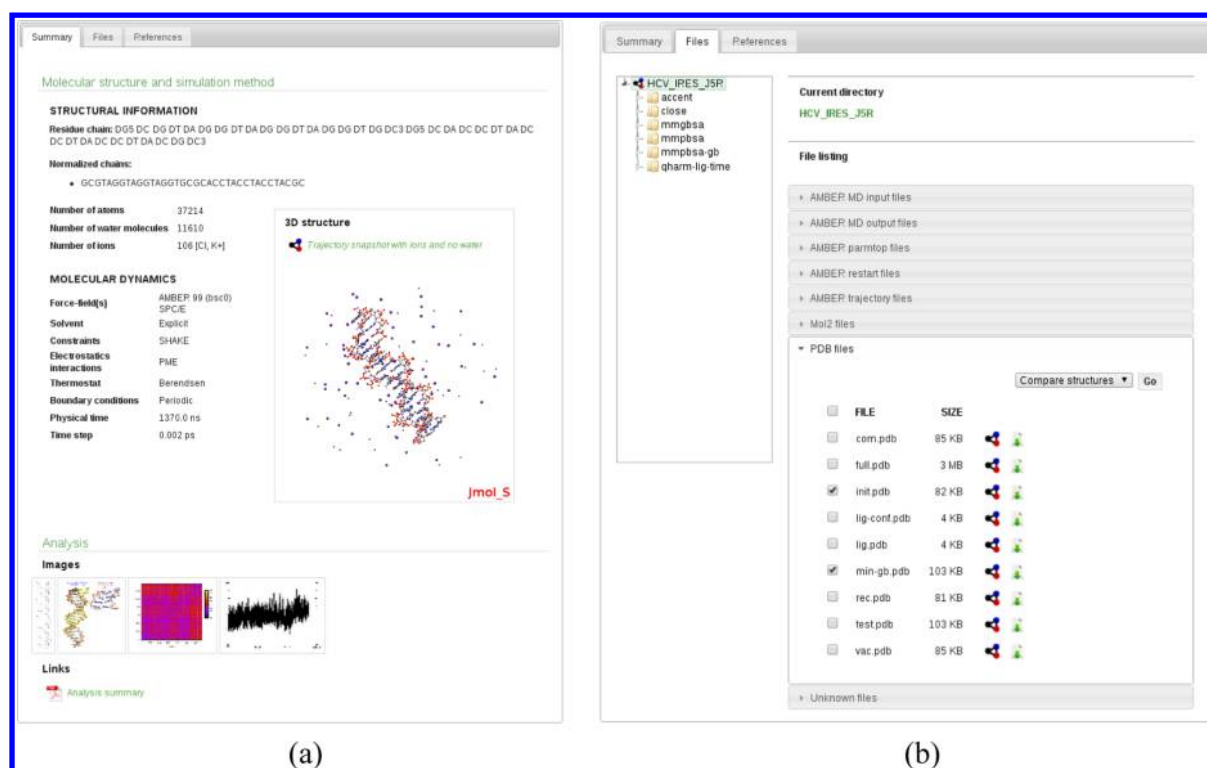 Summary Files References
Molecular structure and simulation method
STRUCTURAL INFORMATION
Residue chain: DG5 DC DG DT DA DG DG DT DA DG DG DT DA DG DG DT DG DC3 DG5 DC DA DC DC DT DA DC
DC DT DA DC DC DT DA DC DG DC3
Normalized chains:
• GCGTAGGTAGGTAGGTGCGCACCTACCTACCTACGC
Number of atoms 37214
Number of water molecules 11610
Number of ions 106 [Cl, K+]
3D structure
Trajectory snapshot with ions and no water
Jmol_S
MOLECULAR DYNAMICS
Force-field(s) AMBER 99 (bsc0)
SPC/E
Solvent Explicit
Constraints SHAKE
Electrostatics
interactions PME
Thermostat Berendsen
Boundary conditions Periodic
Physical time 1370.0 ns
Time step 0.002 ps
Analysis
Images
Links
Analysis summary
(a)
Summary Files References
HCV_IRES_J5R
accent
close
mmgbsa
mmpbsa
mmpbsa-gb
qharm-lig-time
Current directory
HCV_IRES_J5R
File listing
AMBER MD input files
AMBER MD output files
AMBER parmtop files
AMBER restart files
AMBER trajectory files
Mol2 files
PDB files
Compare structures Go
FILE SIZE
com.pdb 85 KB
full.pdb 3 MB
init.pdb 82 KB
lig-conf.pdb 4 KB
lig.pdb 4 KB
min-gb.pdb 103 KB
rec.pdb 81 KB
test.pdb 103 KB
vac.pdb 85 KB
Unknown files
(b)